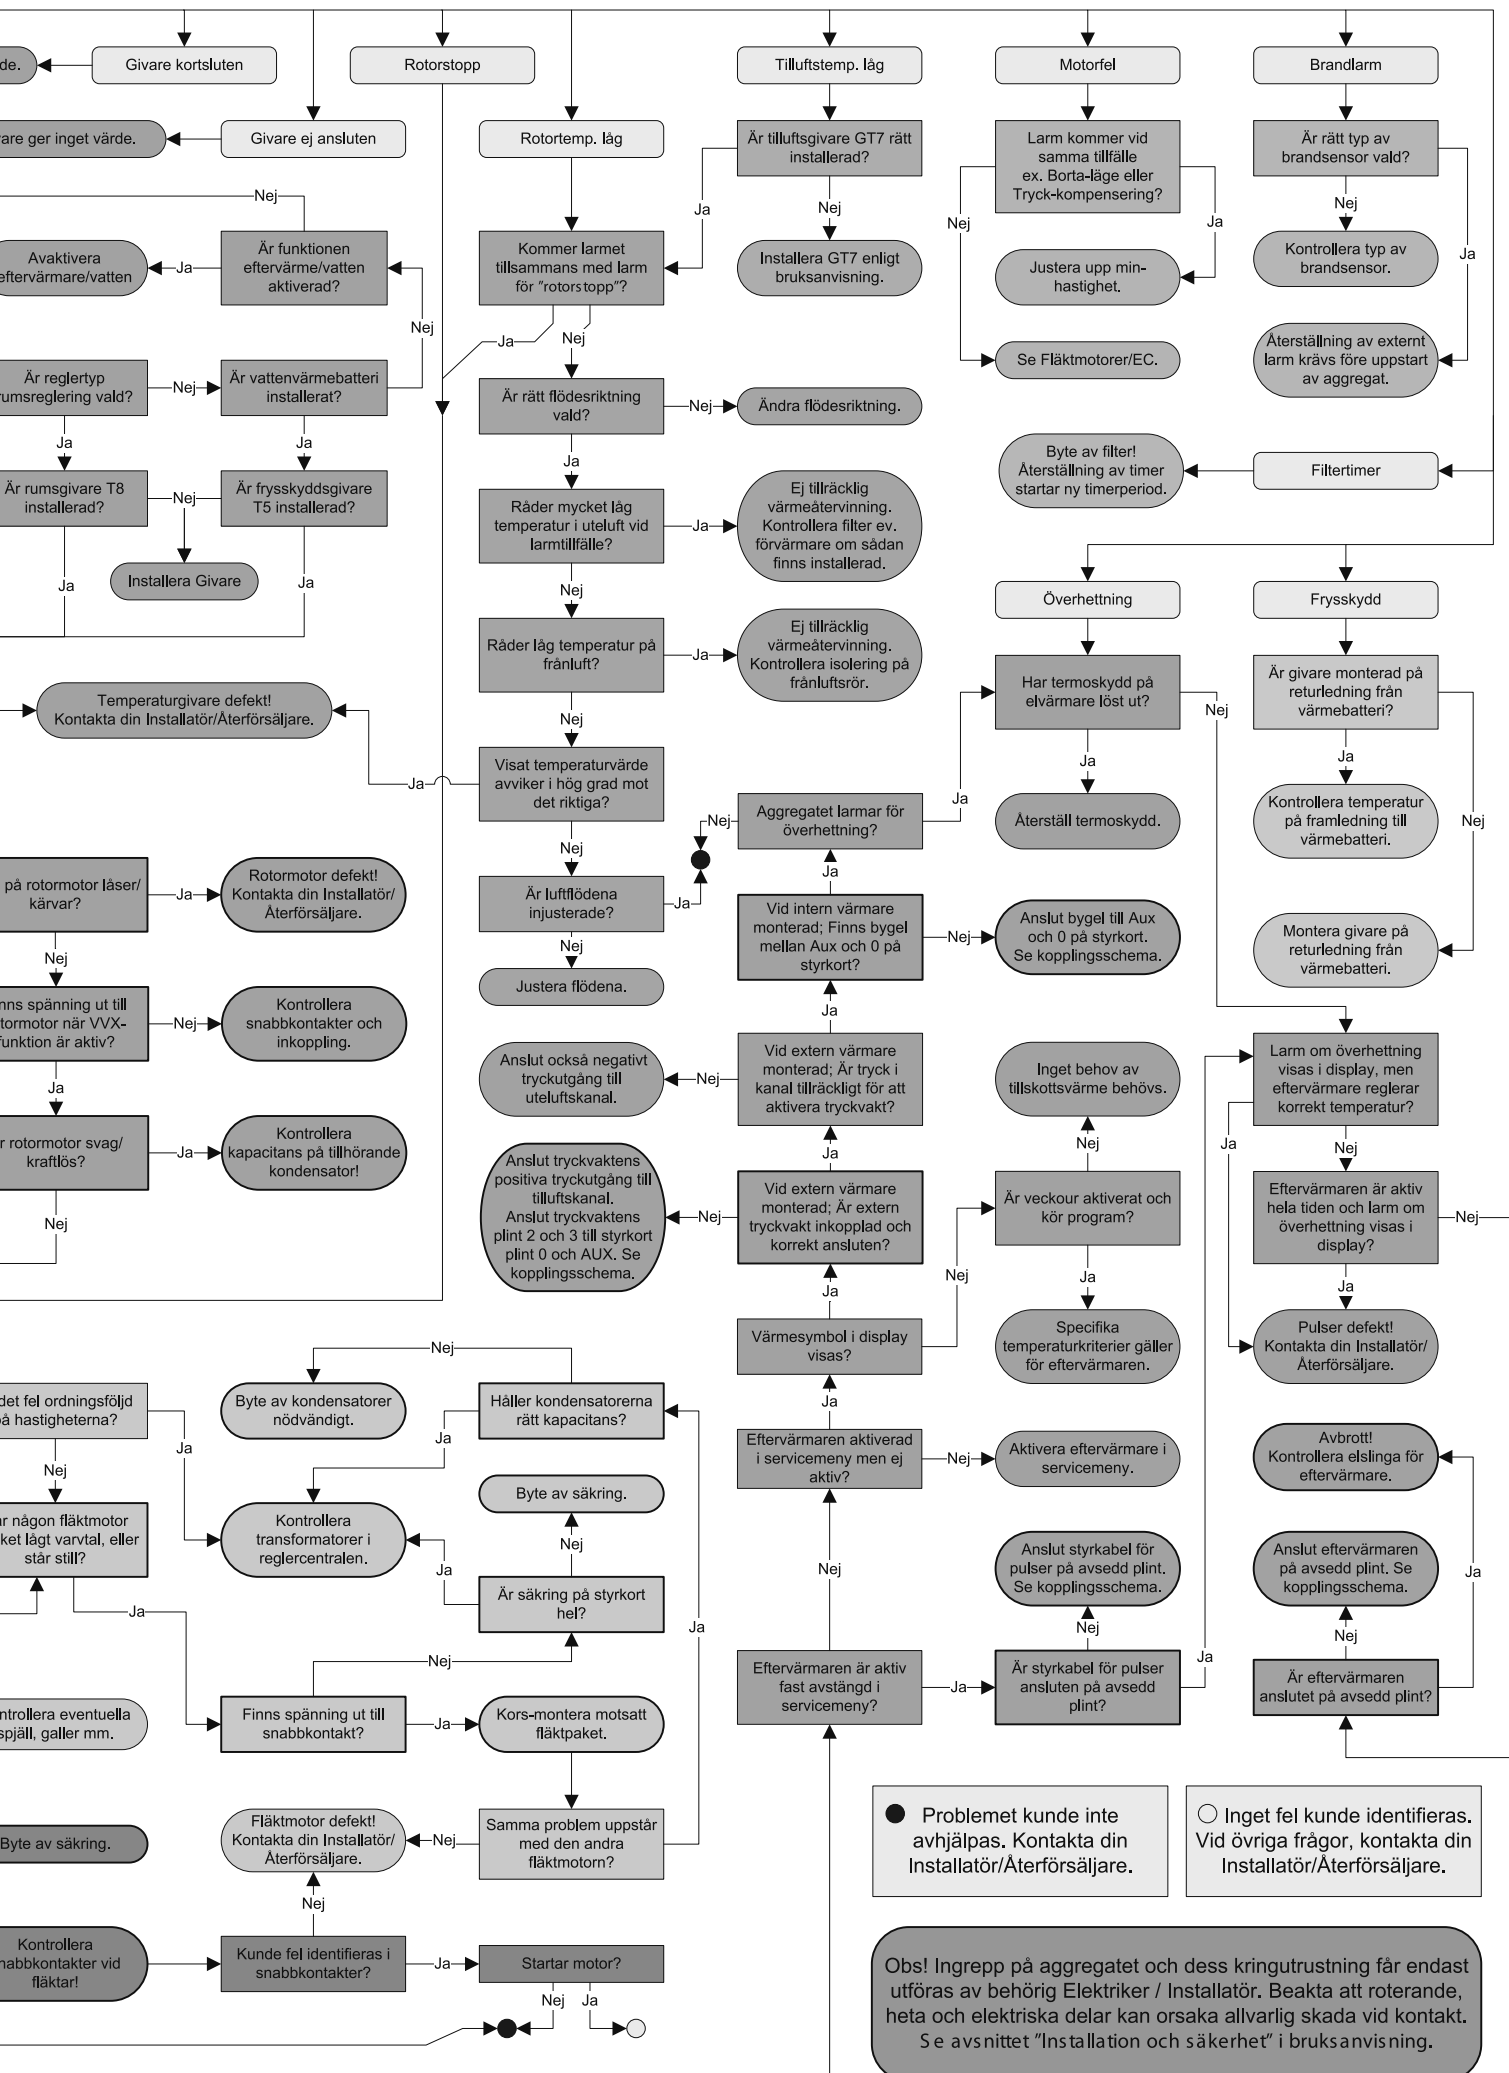 de.
Givare kortsluten
Rotorstopp
Tilluftstemp. låg
Motorfel
Brandlarm
are ger inget värde.
Givare ej ansluten
Rotortemp. låg
Är tilluftsgivare GT7 rätt
installerad?
Larm kommer vid
samma tillfälle
ex. Borta-läge eller
Tryck-kompensering?
Är rätt typ av
brandsensor vald?
Nej
Ja
Nej
Nej
Ja
Nej
Ja
Avaktivera
eftervärmare/vatten
Ja
Är funktionen
eftervärme/vatten
aktiverad?
Kommer larmet
tillsammans med larm
för "rotorstopp"?
Installera GT7 enligt
bruksanvisning.
Justera upp min-
hastighet.
Kontrollera typ av
brandsensor.
Nej
Ja
Nej
Se Fläktmotorer/EC.
Återställning av externt
larm krävs före uppstart
av aggregat.
Är reglertyp
rumsreglering vald?
Nej
Är vattenvärmebatteri
installerat?
Är rätt flödesriktning
vald?
Nej
Ändra flödesriktning.
Ja
Ja
Ja
Byte av filter!
Återställning av timer
startar ny timerperiod.
Filtertimer
Är rumsgivare T8
installerad?
Nej
Är frysskyddsgivare
T5 installerad?
Råder mycket låg
temperatur i uteluft vid
larmtillfälle?
Ja
Ej tillräcklig
värmeåtervinning.
Kontrollera filter ev.
förvärmare om sådan
finns installerad.
Ja
Installera Givare
Ja
Nej
Överhettning
Frysskydd
Råder låg temperatur på
frånluft?
Ja
Ej tillräcklig
värmeåtervinning.
Kontrollera isolering på
frånluftsrör.
Har termoskydd på
elvärmare löst ut?
Nej
Är givare monterad på
returledning från
värmebatteri?
Temperaturgivare defekt!
Kontakta din Installatör/Återförsäljare.
Nej
Ja
Ja
Ja
Visat temperaturvärde
avviker i hög grad mot
det riktiga?
Aggregatet larmar för
överhettning?
Ja
Återställ termoskydd.
Kontrollera temperatur
på framledning till
värmebatteri.
Nej
Nej
Nej
på rotormotor låser/
kärvar?
Ja
Rotormotor defekt!
Kontakta din Installatör/
Återförsäljare.
Är luftflödena
injusterade?
Ja
Ja
Vid intern värmare
monterad; Finns bygel
mellan Aux och 0 på
styrkort?
Nej
Anslut bygel till Aux
och 0 på styrkort.
Se kopplingsschema.
Montera givare på
returledning från
värmebatteri.
Nej
Nej
Justera flödena.
Ja
nns spänning ut till
tormotor när VVX-
funktion är aktiv?
Nej
Kontrollera
snabbkontakter och
inkoppling.
Anslut också negativt
tryckutgång till
uteluftskanal.
Nej
Vid extern värmare
monterad; Är tryck i
kanal tillräckligt för att
aktivera tryckvakt?
Inget behov av
tillskottsvärme behövs.
Larm om överhettning
visas i display, men
eftervärmare reglerar
korrekt temperatur?
Ja
Ja
Nej
Ja
Nej
r rotormotor svag/
kraftlös?
Ja
Kontrollera
kapacitans på tillhörande
kondensator!
Anslut tryckvaktens
positiva tryckutgång till
tilluftskanal.
Anslut tryckvaktens
plint 2 och 3 till styrkort
plint 0 och AUX. Se
kopplingsschema.
Nej
Vid extern värmare
monterad; Är extern
tryckvakt inkopplad och
korrekt ansluten?
Är veckour aktiverat och
kör program?
Eftervärmaren är aktiv
hela tiden och larm om
överhettning visas i
display?
Nej
Nej
Ja
Nej
Ja
Ja
Värmesymbol i display
visas?
Specifika
temperaturkriterier gäller
för eftervärmaren.
Pulser defekt!
Kontakta din Installatör/
Återförsäljare.
Nej
det fel ordningsföljd
på hastigheterna?
Byte av kondensatorer
nödvändigt.
Håller kondensatorerna
rätt kapacitans?
Ja
Ja
Ja
Nej
Eftervärmaren aktiverad
i servicemeny men ej
aktiv?
Nej
Aktivera eftervärmare i
servicemeny.
Avbrott!
Kontrollera elslinga för
eftervärmare.
Byte av säkring.
ar någon fläktmotor
ket lågt varvtal, eller
står still?
Kontrollera
transformatorer i
reglercentralen.
Nej
Ja
Nej
Anslut styrkabel för
pulser på avsedd plint.
Se kopplingsschema.
Anslut eftervärmaren
på avsedd plint. Se
kopplingsschema.
Ja
Är säkring på styrkort
hel?
Ja
Ja
Nej
Nej
Nej
Ja
Eftervärmaren är aktiv
fast avstängd i
servicemeny?
Ja
Är styrkabel för pulser
ansluten på avsedd
plint?
Är eftervärmaren
anslutet på avsedd plint?
ntrollera eventuella
spjäll, galler mm.
Finns spänning ut till
snabbkontakt?
Ja
Kors-montera motsatt
fläktpaket.
Byte av säkring.
Fläktmotor defekt!
Kontakta din Installatör/
Återförsäljare.
Nej
Samma problem uppstår
med den andra
fläktmotorn?
Problemet kunde inte
avhjälpas. Kontakta din
Installatör/Återförsäljare.
Inget fel kunde identifieras.
Vid övriga frågor, kontakta din
Installatör/Återförsäljare.
Nej
Kontrollera
nabbkontakter vid
fläktar!
Kunde fel identifieras i
snabbkontakter?
Ja
Startar motor?
Nej
Ja
Obs! Ingrepp på aggregatet och dess kringutrustning får endast
utföras av behörig Elektriker / Installatör. Beakta att roterande,
heta och elektriska delar kan orsaka allvarlig skada vid kontakt.
Se avsnittet "Installation och säkerhet" i bruksanvisning.